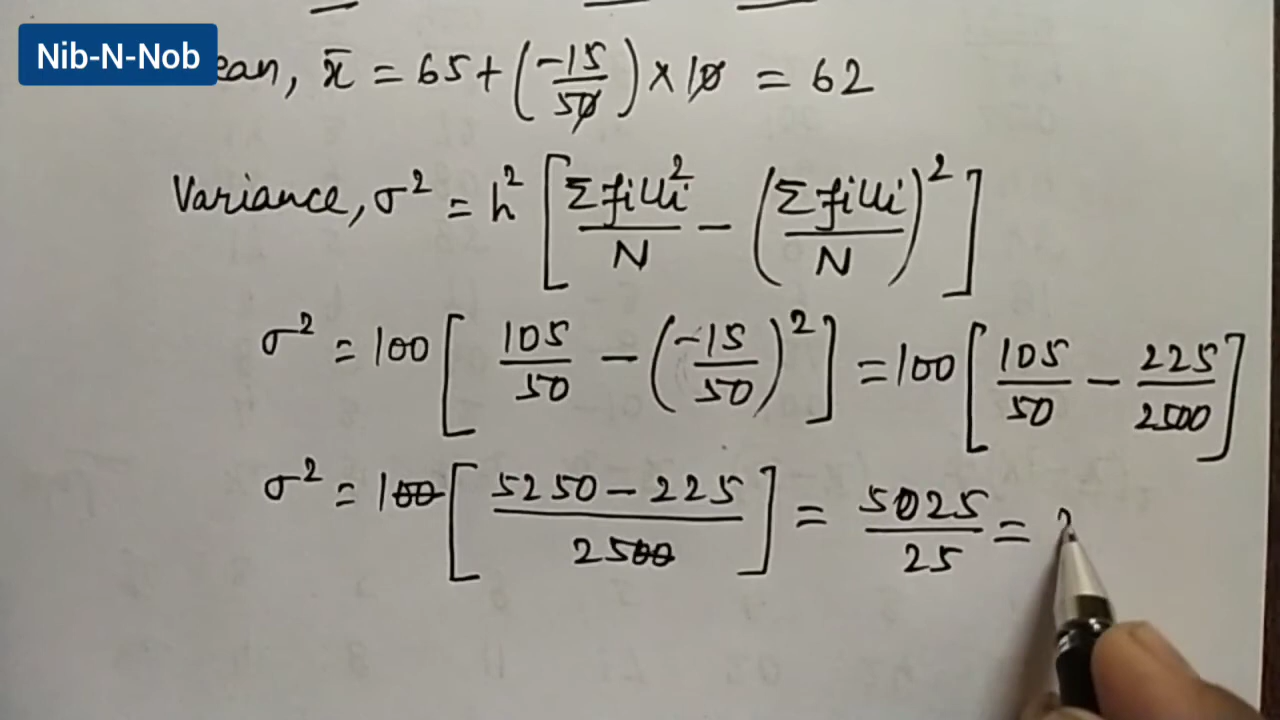 Nib-N-Nob
ean, x̄ = 65 + (-15/50) × 10 = 62
Variance, σ² = h² [Σfiui²/N - (Σfiui/N)²]
σ² = 100 [105/50 - (-15/50)²] = 100 [105/50 - 225/2500]
σ² = 100 [5250 - 225/2500] = 5025/25 =